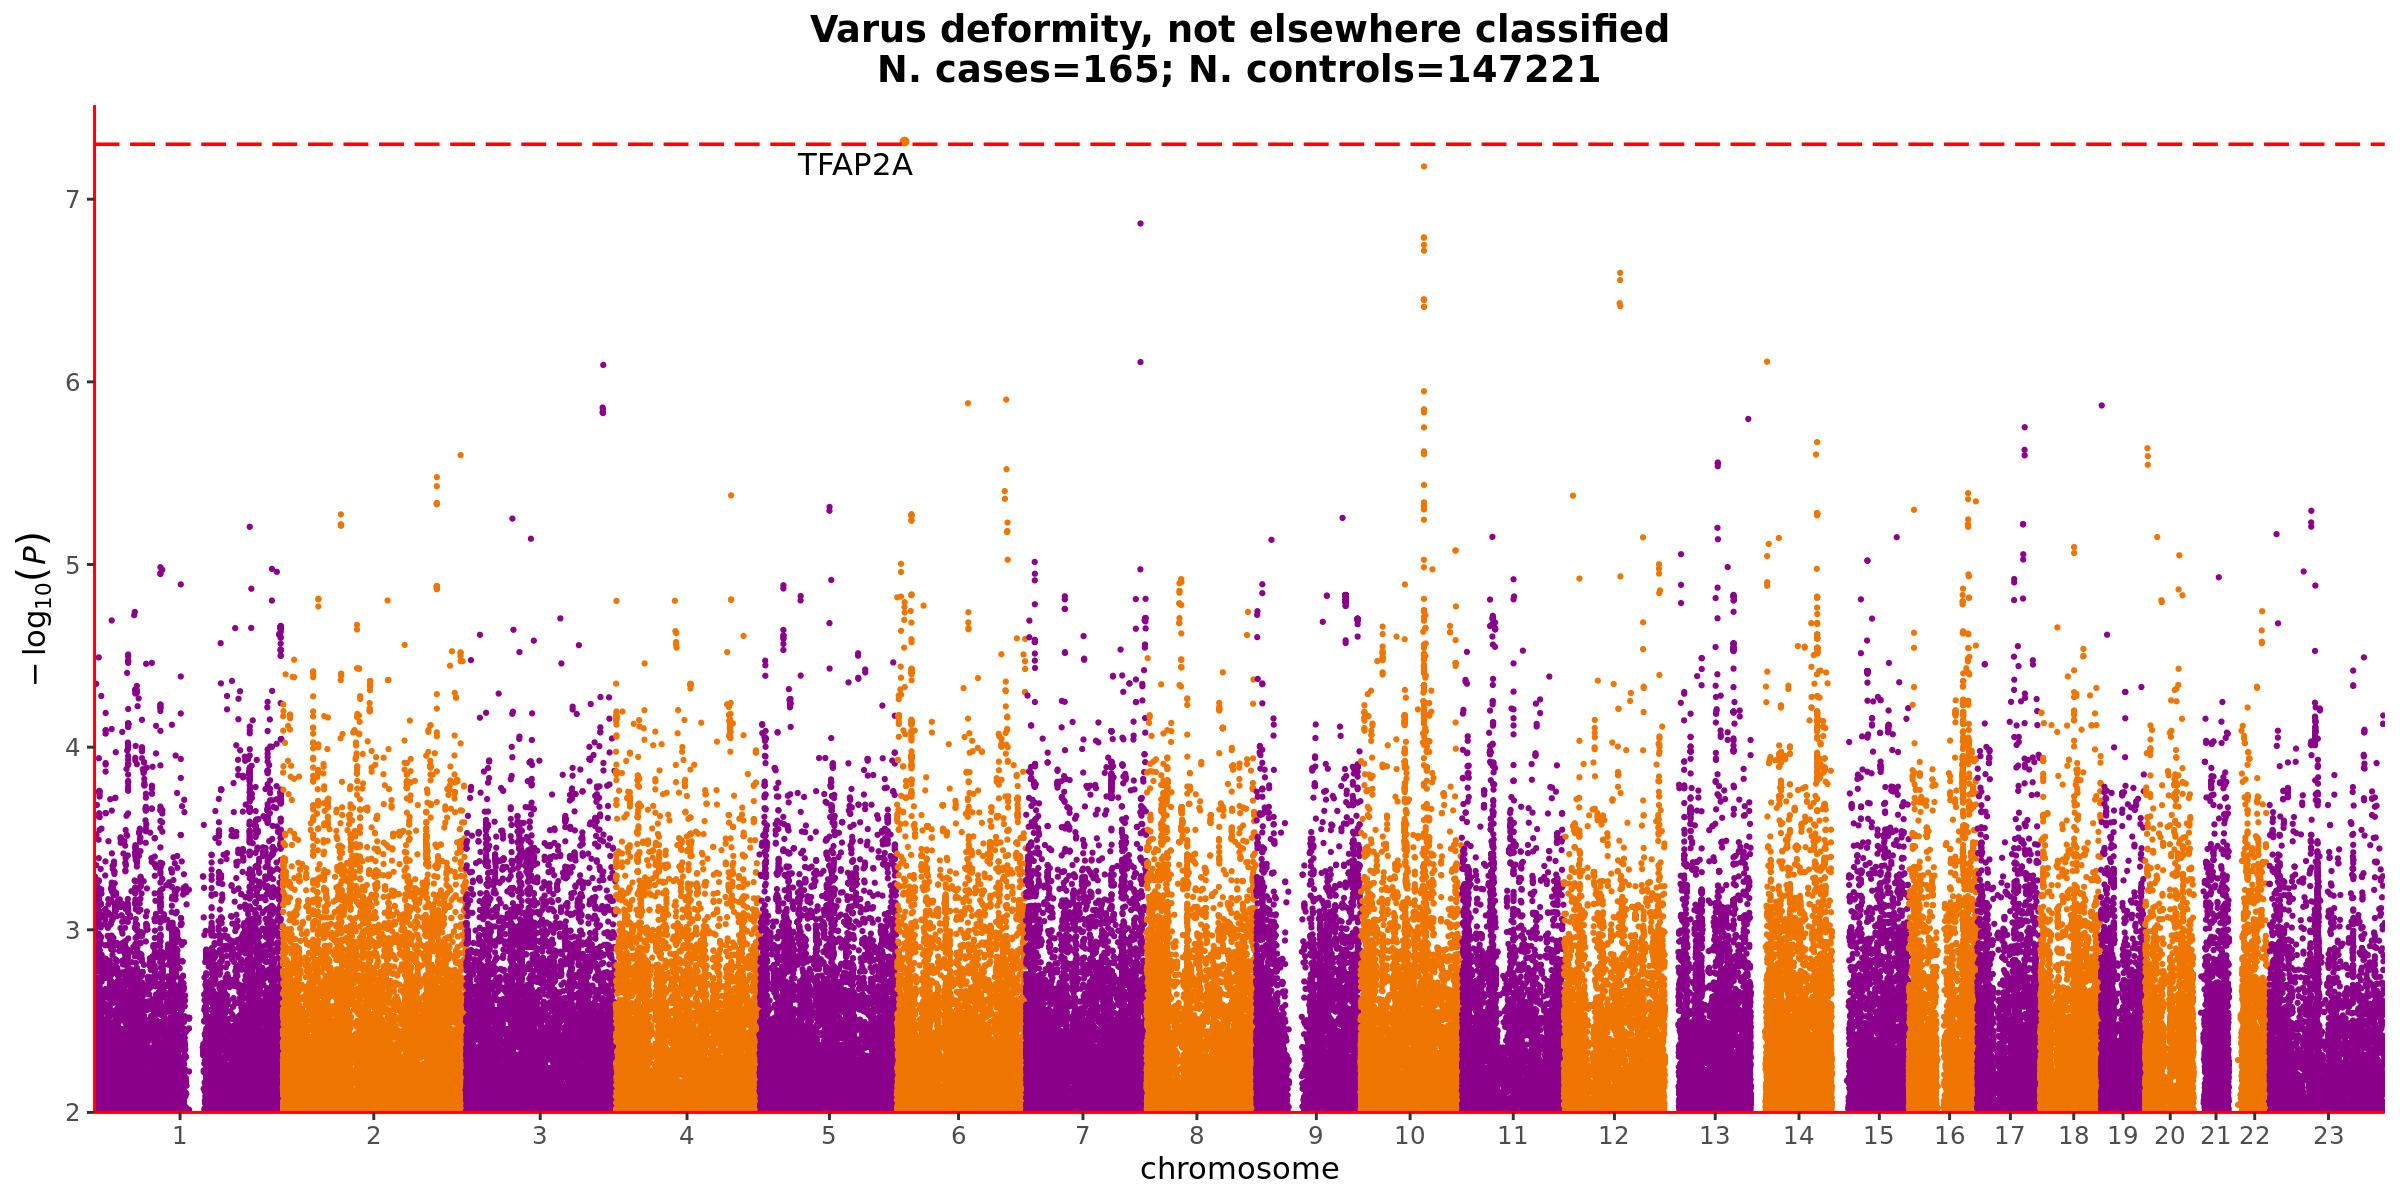 Varus deformity, not elsewhere classified
N. cases=165; N. controls=147221
TFAP2A
7
6
5
4
3
2
−log10(P)
1 2 3 4 5 6 7 8 9 10 11 12 13 14 15 16 17 18 19 20 21 22 23
chromosome